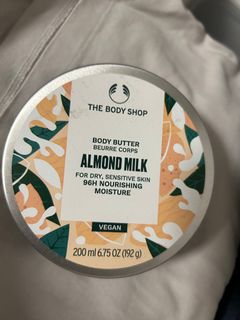 THE BODY SHOP
BODY BUTTER
BEURRE CORPS
ALMOND MILK
FOR DRY, SENSITIVE SKIN
96H NOURISHING
MOISTURE
VEGAN
200 ml 6.75 OZ (192 g)